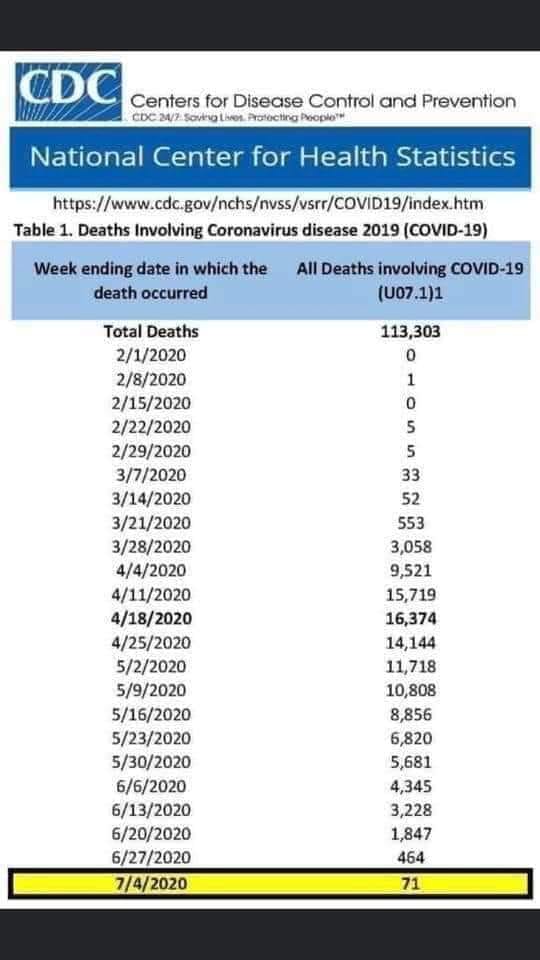 CDC
Centers for Disease Control and Prevention
CDC 24/7: Saving Lives. Protecting People™
National Center for Health Statistics
https://www.cdc.gov/nchs/nvss/vsrr/COVID19/index.htm
Table 1. Deaths Involving Coronavirus disease 2019 (COVID-19)
Week ending date in which the death occurred All Deaths involving COVID-19 (U07.1)1
Total Deaths 113,303
2/1/2020 0
2/8/2020 1
2/15/2020 0
2/22/2020 5
2/29/2020 5
3/7/2020 33
3/14/2020 52
3/21/2020 553
3/28/2020 3,058
4/4/2020 9,521
4/11/2020 15,719
4/18/2020 16,374
4/25/2020 14,144
5/2/2020 11,718
5/9/2020 10,808
5/16/2020 8,856
5/23/2020 6,820
5/30/2020 5,681
6/6/2020 4,345
6/13/2020 3,228
6/20/2020 1,847
6/27/2020 464
7/4/2020 71